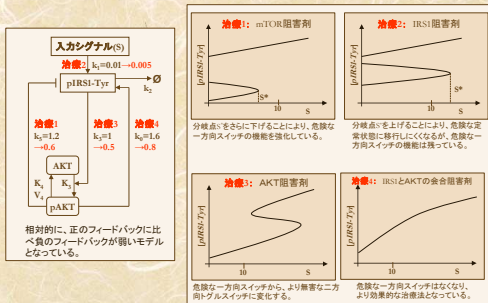 入力シグナル(S)
治療2 k₁=0.01→0.005
pIRS1-Tyr
Ø
k₂
治療1 治療3 治療4
k₅=1.2 k₃=1 k₆=1.6
→0.6 →0.5 →0.8
AKT
K₄ K₃
V₄
pAKT
相対的に、正のフィードバックに比
べ負のフィードバックが弱いモデル
となっている。
治療1: mTOR阻害剤
[pIRS1-Tyr]
S*
10 S
分岐点S*をさらに下げることにより、危険な
一方向スイッチの機能を強化している。
治療2: IRS1阻害剤
[pIRS1-Tyr]
S*
10 S
分岐点S*を上げることにより、危険な定
常状態に移行しにくくなるが、危険な一
方向スイッチの機能は残っている。
治療3: AKT阻害剤
[pIRS1-Tyr]
10 S
危険な一方向スイッチから、より無害な二方
向トグルスイッチに変化する。
治療4: IRS1とAKTの会合阻害剤
[pIRS1-Tyr]
10 S
危険な一方向スイッチはなくなり、
より効果的な治療法となっている。